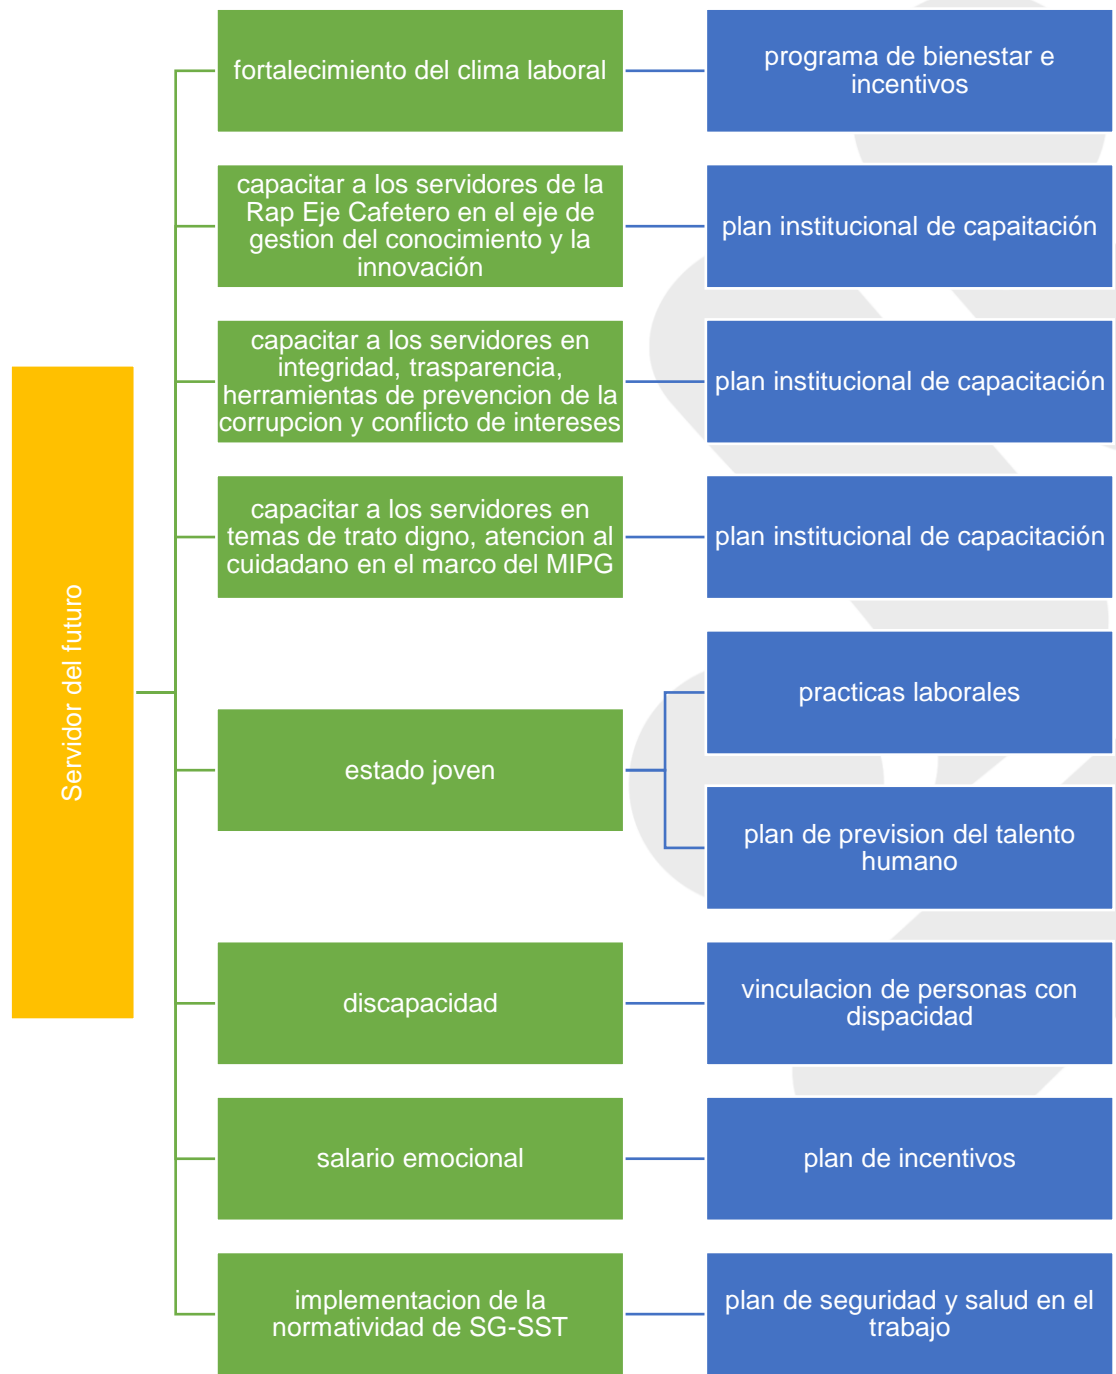 fortalecimiento del clima laboral
programa de bienestar e
incentivos
capacitar a los servidores de la
Rap Eje Cafetero en el eje de
gestion del conocimiento y la
innovación
plan institucional de capaitación
capacitar a los servidores en
integridad, trasparencia,
herramientas de prevencion de la
corrupcion y conflicto de intereses
plan institucional de capacitación
capacitar a los servidores en
temas de trato digno, atencion al
cuidadano en el marco del MIPG
plan institucional de capacitación
Servidor del futuro
estado joven
practicas laborales
plan de prevision del talento
humano
discapacidad
vinculacion de personas con
dispacidad
salario emocional
plan de incentivos
implementacion de la
normatividad de SG-SST
plan de seguridad y salud en el
trabajo